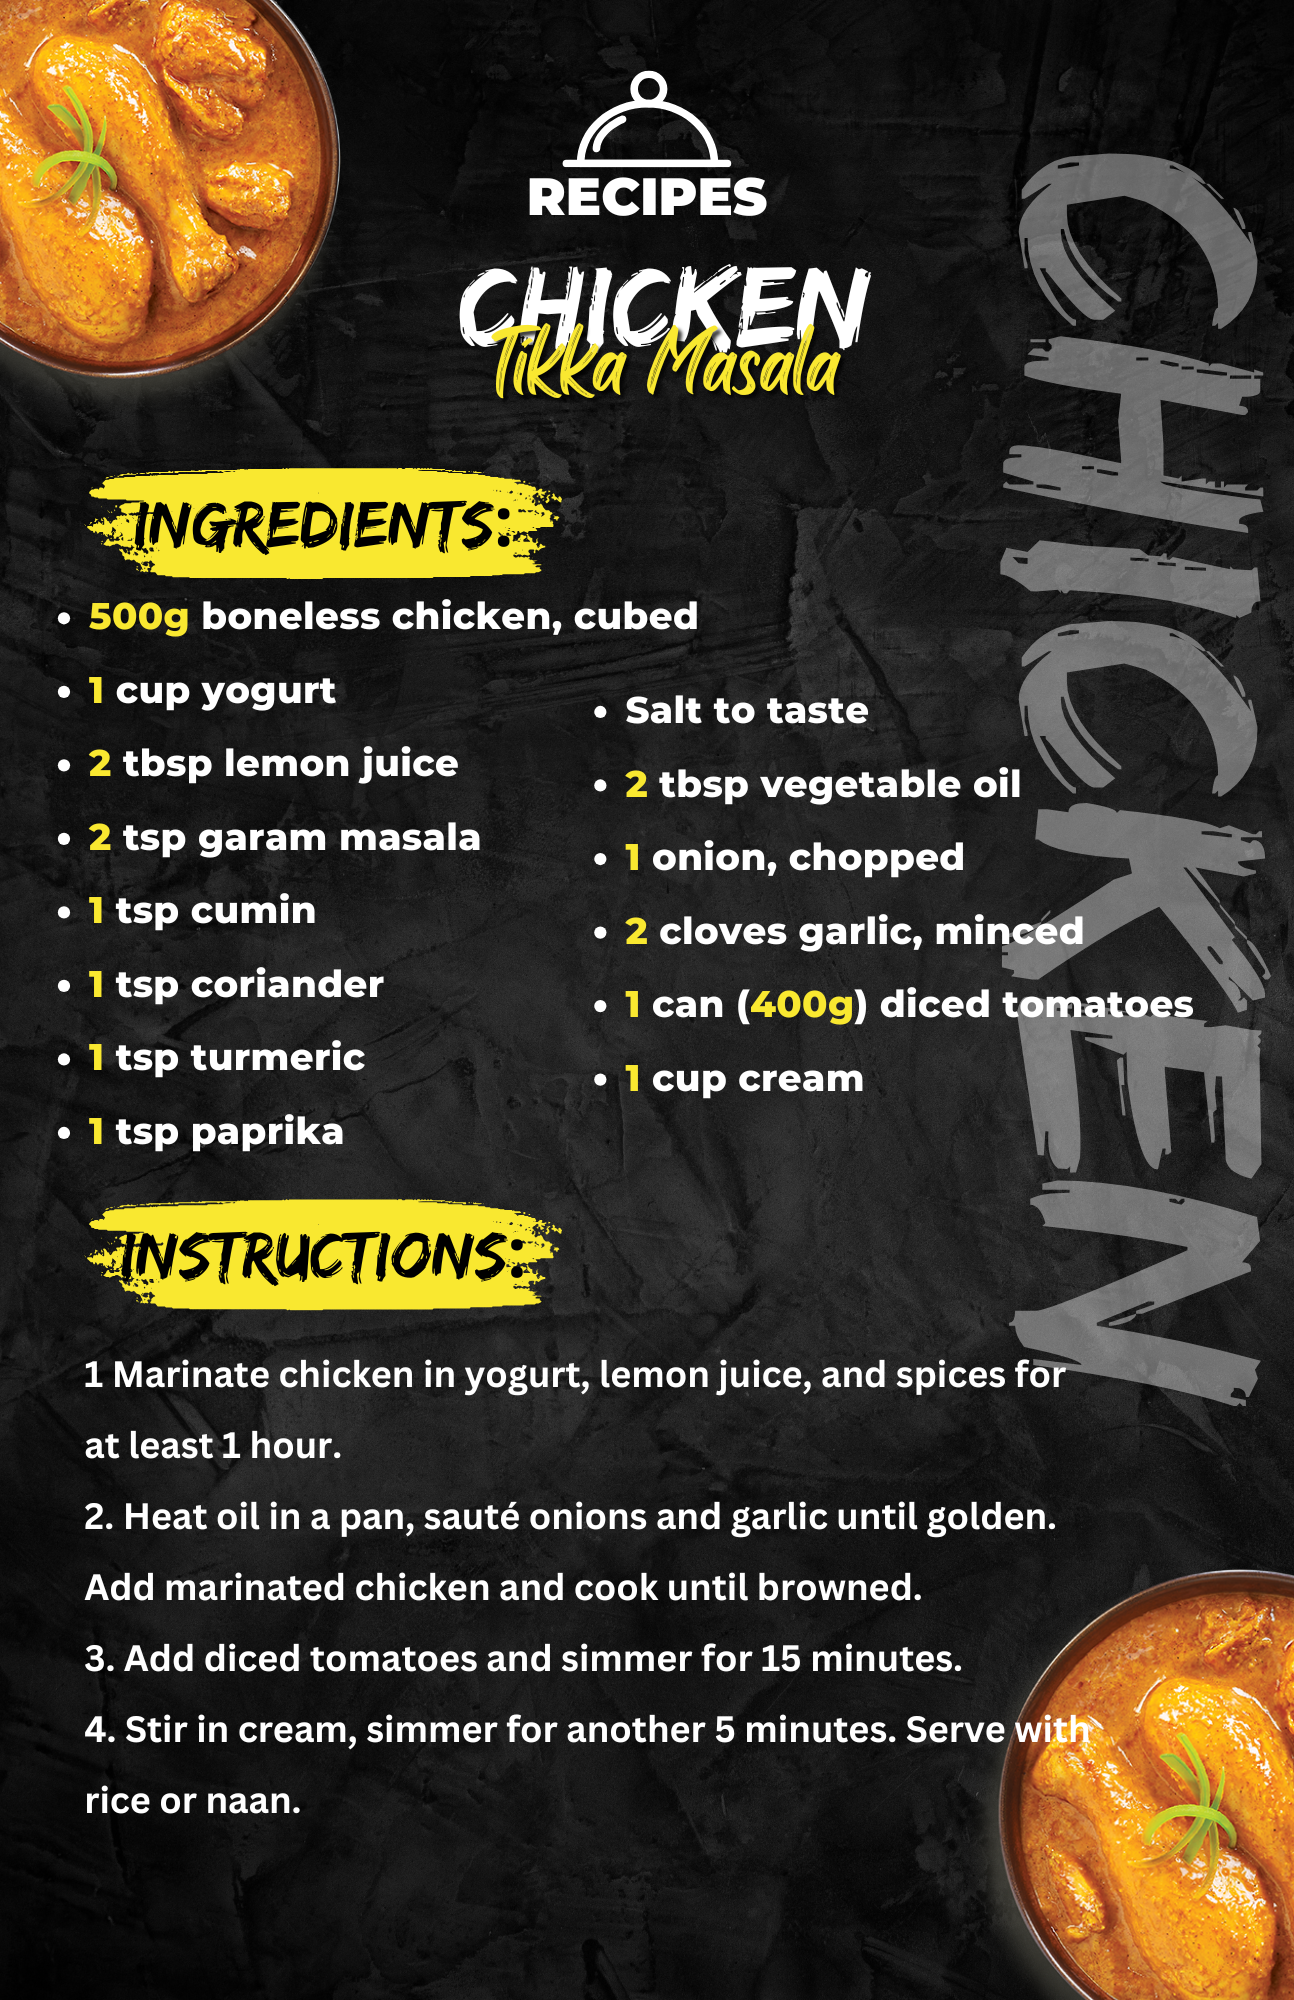 RECIPES
CHICKEN
Tikka Masala
CHICKEN
INGREDIENTS:
• 500g boneless chicken, cubed
• 1 cup yogurt
• 2 tbsp lemon juice
• 2 tsp garam masala
• 1 tsp cumin
• 1 tsp coriander
• 1 tsp turmeric
• 1 tsp paprika
• Salt to taste
• 2 tbsp vegetable oil
• 1 onion, chopped
• 2 cloves garlic, minced
• 1 can (400g) diced tomatoes
• 1 cup cream
INSTRUCTIONS:
1 Marinate chicken in yogurt, lemon juice, and spices for
at least 1 hour.
2. Heat oil in a pan, sauté onions and garlic until golden.
Add marinated chicken and cook until browned.
3. Add diced tomatoes and simmer for 15 minutes.
4. Stir in cream, simmer for another 5 minutes. Serve with
rice or naan.